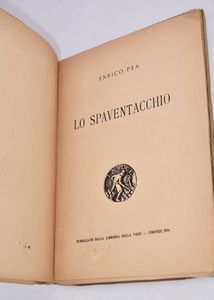 ENRICO PEA
LO SPAVENTACCHIO
PUBBLICATO DALLA LIBRERIA DELLA VOCE — FIRENZE 1914